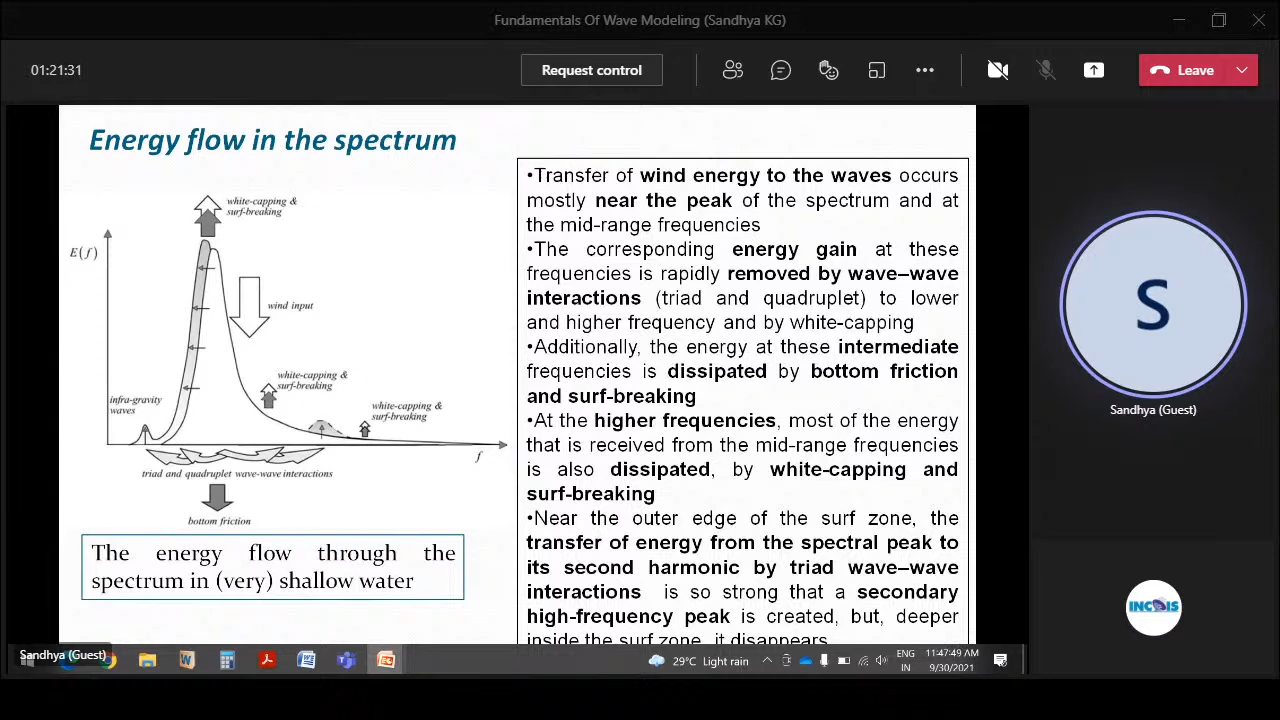 Fundamentals Of Wave Modeling (Sandhya KG)
01:21:31
Request control
Leave
Energy flow in the spectrum
white-capping &
surf-breaking
E(f)
wind input
white-capping &
surf-breaking
infra-gravity
waves
white-capping &
surf-breaking
f
triad and quadruplet wave-wave interactions
bottom friction
The energy flow through the
spectrum in (very) shallow water
•Transfer of wind energy to the waves occurs
mostly near the peak of the spectrum and at
the mid-range frequencies
•The corresponding energy gain at these
frequencies is rapidly removed by wave–wave
interactions (triad and quadruplet) to lower
and higher frequency and by white-capping
•Additionally, the energy at these intermediate
frequencies is dissipated by bottom friction
and surf-breaking
•At the higher frequencies, most of the energy
that is received from the mid-range frequencies
is also dissipated, by white-capping and
surf-breaking
•Near the outer edge of the surf zone, the
transfer of energy from the spectral peak to
its second harmonic by triad wave–wave
interactions is so strong that a secondary
high-frequency peak is created, but, deeper
inside the surf zone, it disappears
S
Sandhya (Guest)
INCOIS
Sandhya (Guest)
29°C Light rain
ENG
IN
11:47:49 AM
9/30/2021